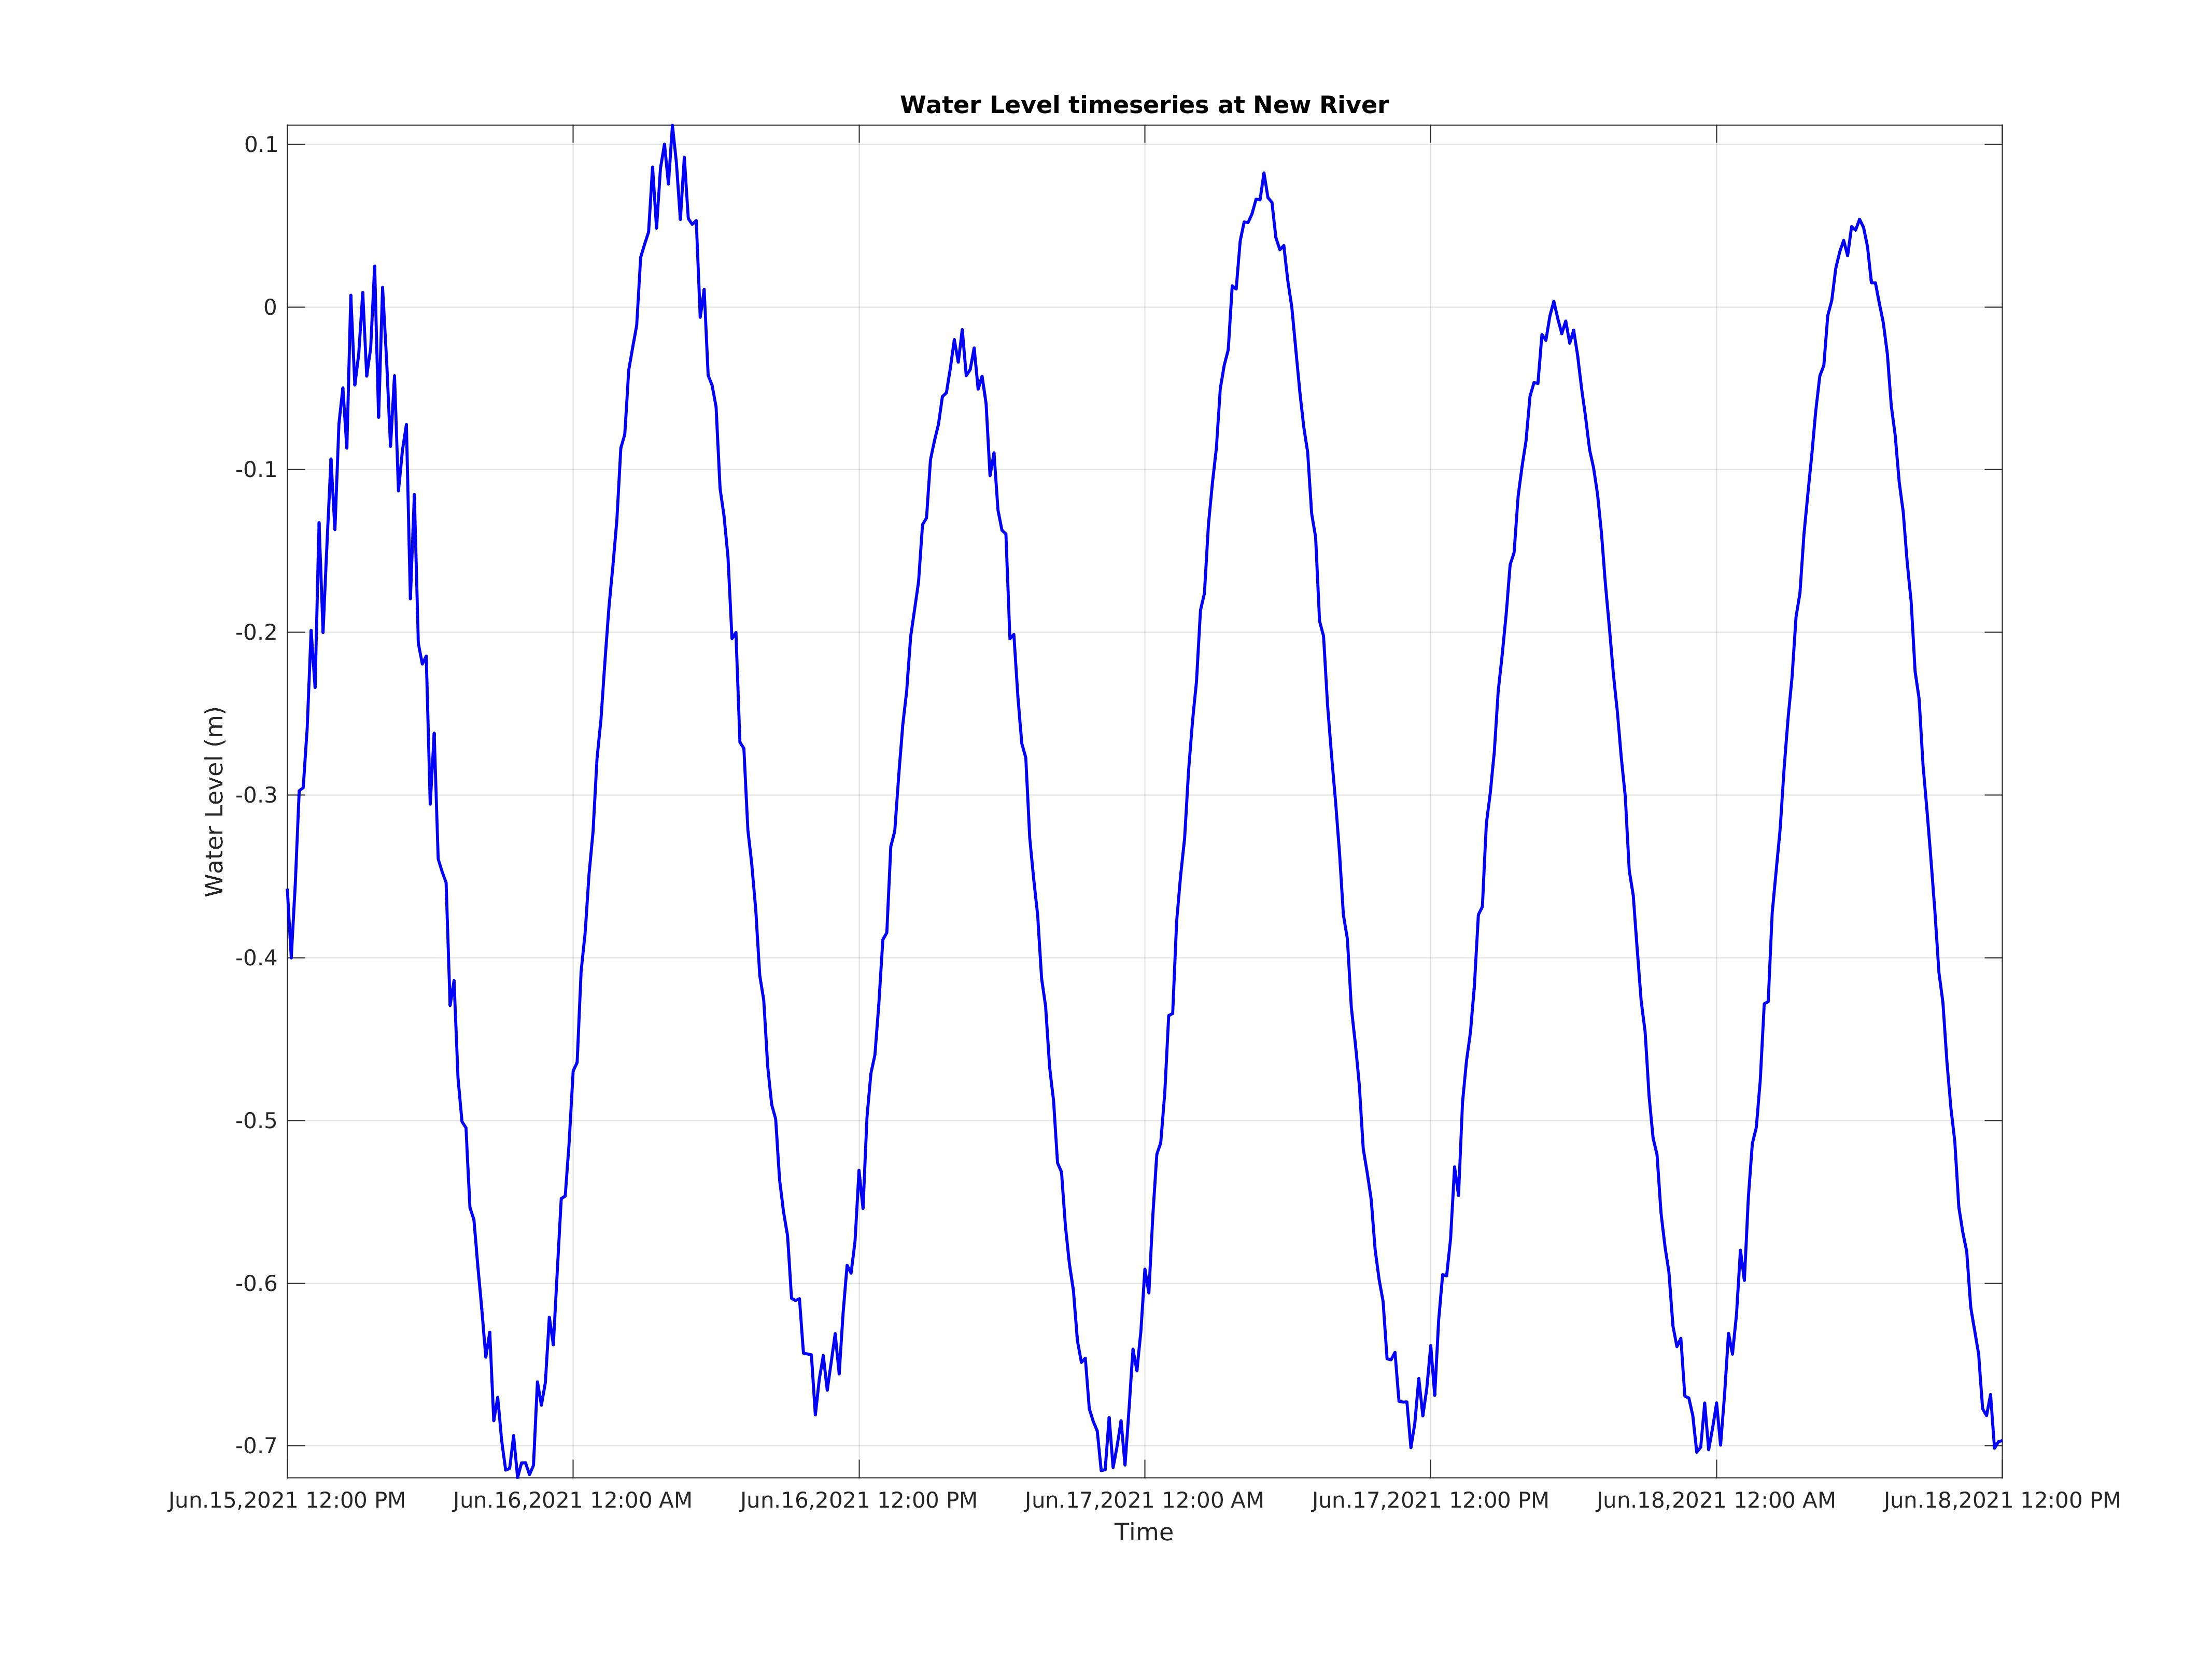 Water Level timeseries at New River
0.1
0
-0.1
-0.2
-0.3
-0.4
-0.5
-0.6
-0.7
Water Level (m)
Jun.15,2021 12:00 PM
Jun.16,2021 12:00 AM
Jun.16,2021 12:00 PM
Jun.17,2021 12:00 AM
Jun.17,2021 12:00 PM
Jun.18,2021 12:00 AM
Jun.18,2021 12:00 PM
Time